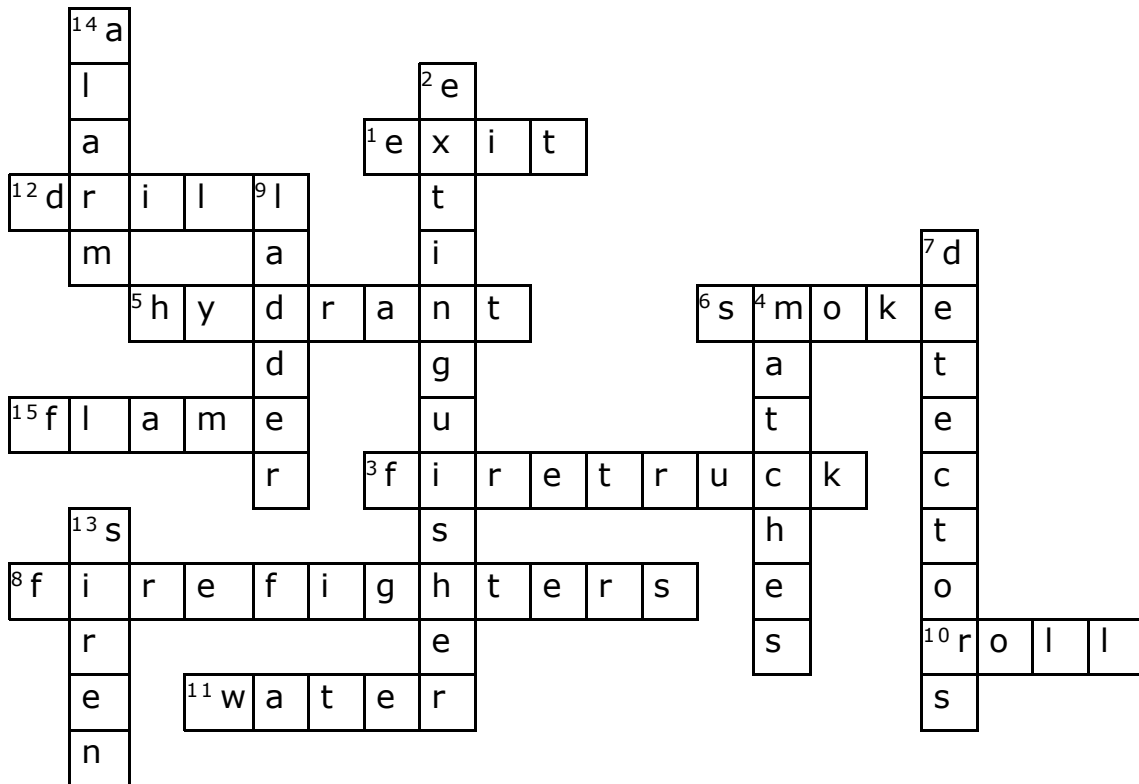 14 a
l 2 e
a 1 e x i t
12 d r i l 9 l t
m a i 7 d
5 h y d r a n t 6 s 4 m o k e
d g a t
15 f l a m e u t e
r 3 f i r e t r u c k c
13 s s h t
8 f i r e f i g h t e r s e o
r e s 10 r o l l
e 11 w a t e r s
n